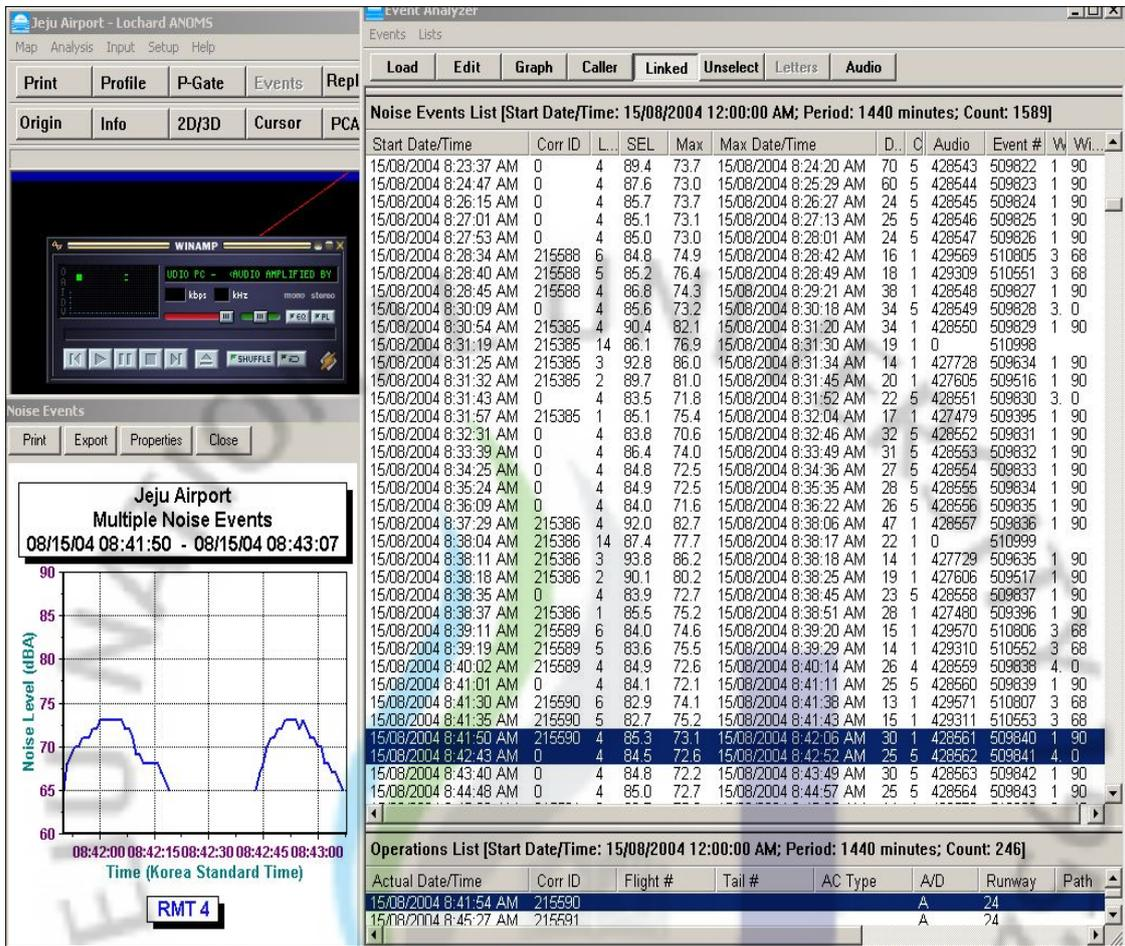 Jeju Airport - Lochard ANOMS
Map Analysis Input Setup Help
Print Profile P-Gate Events Repl
Origin Info 2D/3D Cursor PCA
WINAMP
UDIO PC - <AUDIO AMPLIFIED BY
kbps kHz mono stereo
EQ PL
SHUFFLE
Noise Events
Print Export Properties Close
Jeju Airport
Multiple Noise Events
08/15/04 08:41:50 - 08/15/04 08:43:07
Noise Level (dBA)
90
85
80
75
70
65
60
08:42:00 08:42:15 08:42:30 08:42:45 08:43:00
Time (Korea Standard Time)
RMT 4
Event Analyzer
Events Lists
Load Edit Graph Caller Linked Unselect Letters Audio
Noise Events List [Start Date/Time: 15/08/2004 12:00:00 AM; Period: 1440 minutes; Count: 1589]
Start Date/Time Corr ID L... SEL Max Max Date/Time D.. C Audio Event # W Wi...
15/08/2004 8:23:37 AM 0 4 89.4 73.7 15/08/2004 8:24:20 AM 70 5 428543 509822 1 90
15/08/2004 8:24:47 AM 0 4 87.6 73.0 15/08/2004 8:25:29 AM 60 5 428544 509823 1 90
15/08/2004 8:26:15 AM 0 4 85.7 73.7 15/08/2004 8:26:27 AM 24 5 428545 509824 1 90
15/08/2004 8:27:01 AM 0 4 85.1 73.1 15/08/2004 8:27:13 AM 25 5 428546 509825 1 90
15/08/2004 8:27:53 AM 0 4 85.0 73.0 15/08/2004 8:28:01 AM 24 5 428547 509826 1 90
15/08/2004 8:28:34 AM 215588 6 84.8 74.9 15/08/2004 8:28:42 AM 16 1 429569 510805 3 68
15/08/2004 8:28:40 AM 215588 5 85.2 76.4 15/08/2004 8:28:49 AM 18 1 429309 510551 3 68
15/08/2004 8:28:45 AM 215588 4 86.8 74.3 15/08/2004 8:29:21 AM 38 1 428548 509827 1 90
15/08/2004 8:30:09 AM 0 4 85.6 73.2 15/08/2004 8:30:18 AM 34 5 428549 509828 3. 0
15/08/2004 8:30:54 AM 215385 4 90.4 82.1 15/08/2004 8:31:20 AM 34 1 428550 509829 1 90
15/08/2004 8:31:19 AM 215385 14 86.1 76.9 15/08/2004 8:31:30 AM 19 1 0 510998
15/08/2004 8:31:25 AM 215385 3 92.8 86.0 15/08/2004 8:31:34 AM 14 1 427728 509634 1 90
15/08/2004 8:31:32 AM 215385 2 89.7 81.0 15/08/2004 8:31:45 AM 20 1 427605 509516 1 90
15/08/2004 8:31:43 AM 0 4 83.5 71.8 15/08/2004 8:31:52 AM 22 5 428551 509830 3. 0
15/08/2004 8:31:57 AM 215385 1 85.1 75.4 15/08/2004 8:32:04 AM 17 1 427479 509395 1 90
15/08/2004 8:32:31 AM 0 4 83.8 70.6 15/08/2004 8:32:46 AM 32 5 428552 509831 1 90
15/08/2004 8:33:39 AM 0 4 86.4 74.0 15/08/2004 8:33:49 AM 31 5 428553 509832 1 90
15/08/2004 8:34:25 AM 0 4 84.8 72.5 15/08/2004 8:34:36 AM 27 5 428554 509833 1 90
15/08/2004 8:35:24 AM 0 4 84.9 72.5 15/08/2004 8:35:35 AM 28 5 428555 509834 1 90
15/08/2004 8:36:09 AM 0 4 84.0 71.6 15/08/2004 8:36:22 AM 26 5 428556 509835 1 90
15/08/2004 8:37:29 AM 215386 4 92.0 82.7 15/08/2004 8:38:06 AM 47 1 428557 509836 1 90
15/08/2004 8:38:04 AM 215386 14 87.4 77.7 15/08/2004 8:38:17 AM 22 1 0 510999
15/08/2004 8:38:11 AM 215386 3 93.8 86.2 15/08/2004 8:38:18 AM 14 1 427729 509635 1 90
15/08/2004 8:38:18 AM 215386 2 90.1 80.2 15/08/2004 8:38:25 AM 19 1 427606 509517 1 90
15/08/2004 8:38:35 AM 0 4 83.9 72.7 15/08/2004 8:38:45 AM 23 5 428558 509837 1 90
15/08/2004 8:38:37 AM 215386 1 85.5 75.2 15/08/2004 8:38:51 AM 28 1 427480 509396 1 90
15/08/2004 8:39:11 AM 215589 6 84.0 74.6 15/08/2004 8:39:20 AM 15 1 429570 510806 3 68
15/08/2004 8:39:19 AM 215589 5 83.6 75.5 15/08/2004 8:39:29 AM 14 1 429310 510552 3 68
15/08/2004 8:40:02 AM 215589 4 84.9 72.6 15/08/2004 8:40:14 AM 26 4 428559 509838 4. 0
15/08/2004 8:41:01 AM 0 4 84.1 72.1 15/08/2004 8:41:11 AM 25 5 428560 509839 1 90
15/08/2004 8:41:30 AM 215590 6 82.9 74.1 15/08/2004 8:41:38 AM 13 1 429571 510807 3 68
15/08/2004 8:41:35 AM 215590 5 82.7 75.2 15/08/2004 8:41:43 AM 15 1 429311 510553 3 68
15/08/2004 8:41:50 AM 215590 4 85.3 73.1 15/08/2004 8:42:06 AM 30 1 428561 509840 1 90
15/08/2004 8:42:43 AM 0 4 84.5 72.6 15/08/2004 8:42:52 AM 25 5 428562 509841 4. 0
15/08/2004 8:43:40 AM 0 4 84.8 72.2 15/08/2004 8:43:49 AM 30 5 428563 509842 1 90
15/08/2004 8:44:48 AM 0 4 85.0 72.7 15/08/2004 8:44:57 AM 25 5 428564 509843 1 90
Operations List [Start Date/Time: 15/08/2004 12:00:00 AM; Period: 1440 minutes; Count: 246]
Actual Date/Time Corr ID Flight # Tail # AC Type A/D Runway Path
15/08/2004 8:41:54 AM 215590 A 24
15/08/2004 8:45:27 AM 215591 A 24